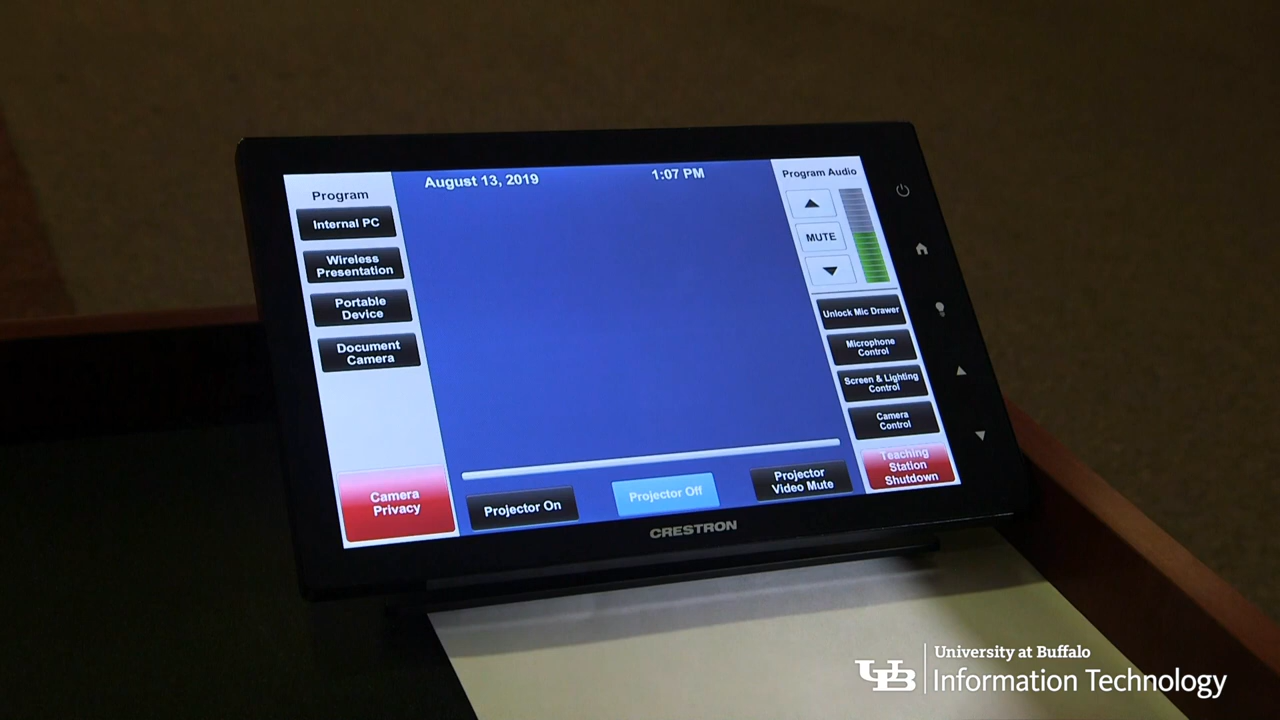 Program
Internal PC
Wireless
Presentation
Portable
Device
Document
Camera
Camera
Privacy
August 13, 2019
1:07 PM
Projector On
Projector Off
Projector
Video Mute
Program Audio
MUTE
Unlock Mic Drawer
Microphone
Control
Screen & Lighting
Control
Camera
Control
Teaching
Station
Shutdown
CRESTRON
UB
University at Buffalo
Information Technology